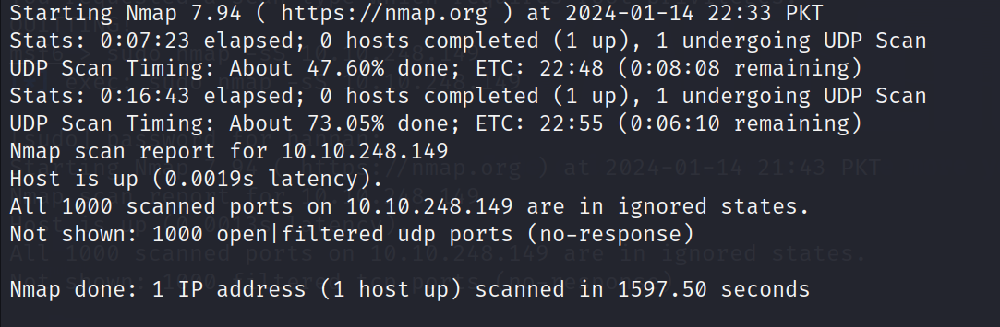 Starting Nmap 7.94 ( https://nmap.org ) at 2024-01-14 22:33 PKT
Stats: 0:07:23 elapsed; 0 hosts completed (1 up), 1 undergoing UDP Scan
UDP Scan Timing: About 47.60% done; ETC: 22:48 (0:08:08 remaining)
Stats: 0:16:43 elapsed; 0 hosts completed (1 up), 1 undergoing UDP Scan
UDP Scan Timing: About 73.05% done; ETC: 22:55 (0:06:10 remaining)
Nmap scan report for 10.10.248.149
Host is up (0.0019s latency).
All 1000 scanned ports on 10.10.248.149 are in ignored states.
Not shown: 1000 open|filtered udp ports (no-response)
Nmap done: 1 IP address (1 host up) scanned in 1597.50 seconds